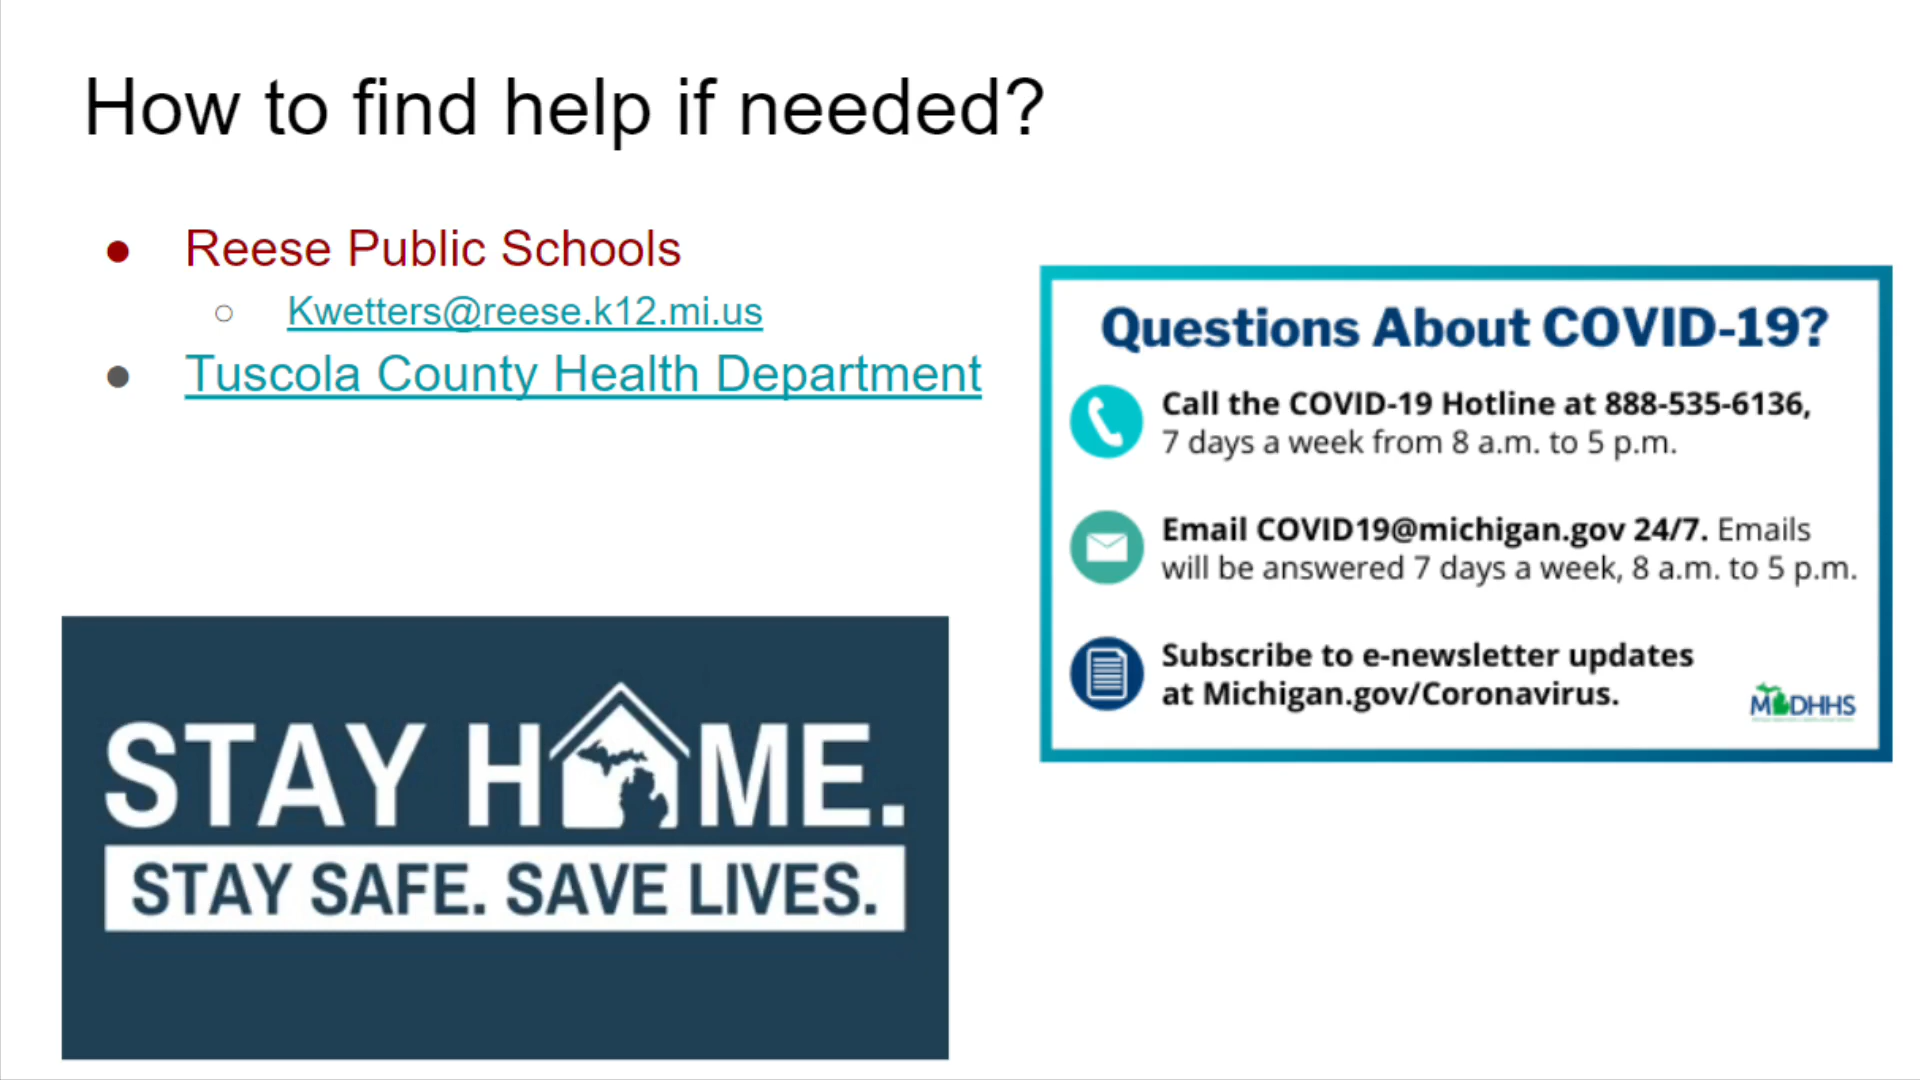 How to find help if needed?
Reese Public Schools
Kwetters@reese.k12.mi.us
Tuscola County Health Department
Questions About COVID-19?
Call the COVID-19 Hotline at 888-535-6136,
7 days a week from 8 a.m. to 5 p.m.
Email COVID19@michigan.gov 24/7. Emails
will be answered 7 days a week, 8 a.m. to 5 p.m.
Subscribe to e-newsletter updates
at Michigan.gov/Coronavirus.
MDHHS
STAY HOME.
STAY SAFE. SAVE LIVES.